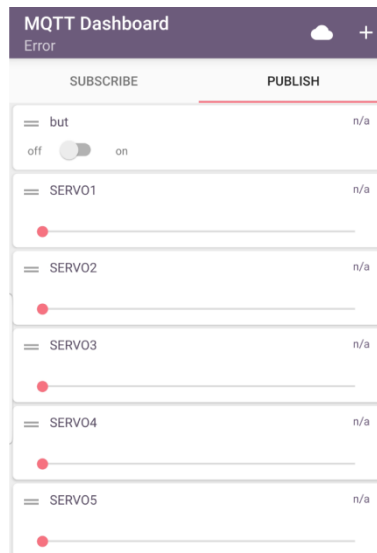 MQTT Dashboard
Error
SUBSCRIBE PUBLISH
but n/a
off on
SERVO1 n/a
SERVO2 n/a
SERVO3 n/a
SERVO4 n/a
SERVO5 n/a